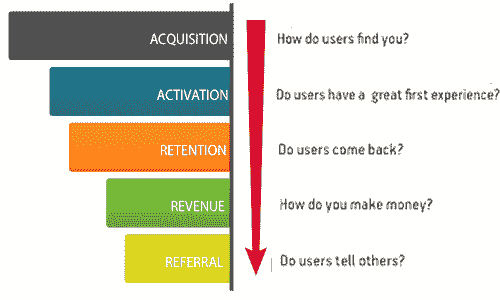 ACQUISITION How do users find you?
ACTIVATION Do users have a great first experience?
RETENTION Do users come back?
REVENUE How do you make money?
REFERRAL Do users tell others?